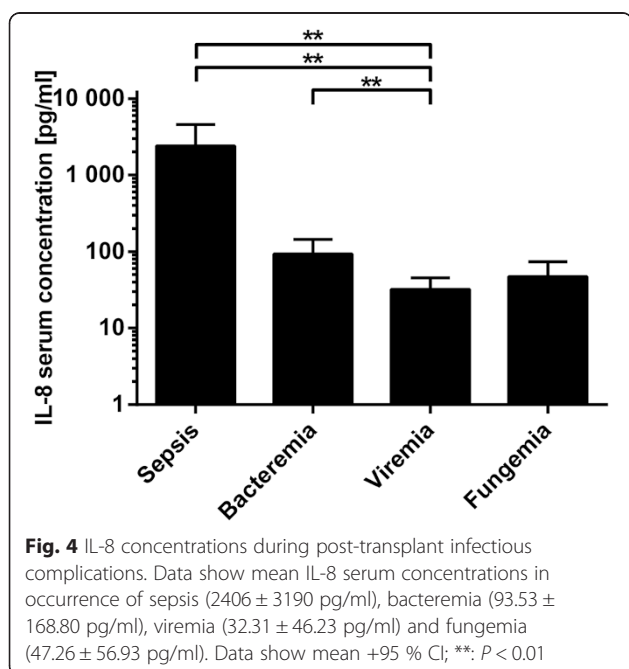 **
**
**
IL-8 serum concentration [pg/ml]
10 000
1 000
100
10
1
Sepsis
Bacteremia
Viremia
Fungemia
Fig. 4 IL-8 concentrations during post-transplant infectious
complications. Data show mean IL-8 serum concentrations in
occurrence of sepsis (2406 ± 3190 pg/ml), bacteremia (93.53 ±
168.80 pg/ml), viremia (32.31 ± 46.23 pg/ml) and fungemia
(47.26 ± 56.93 pg/ml). Data show mean +95 % CI; **: P < 0.01